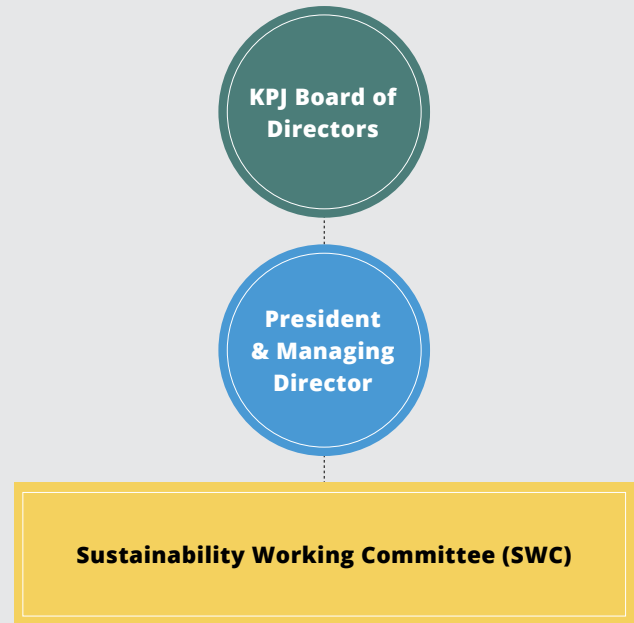 KPJ Board of
Directors
President
& Managing
Director
Sustainability Working Committee (SWC)